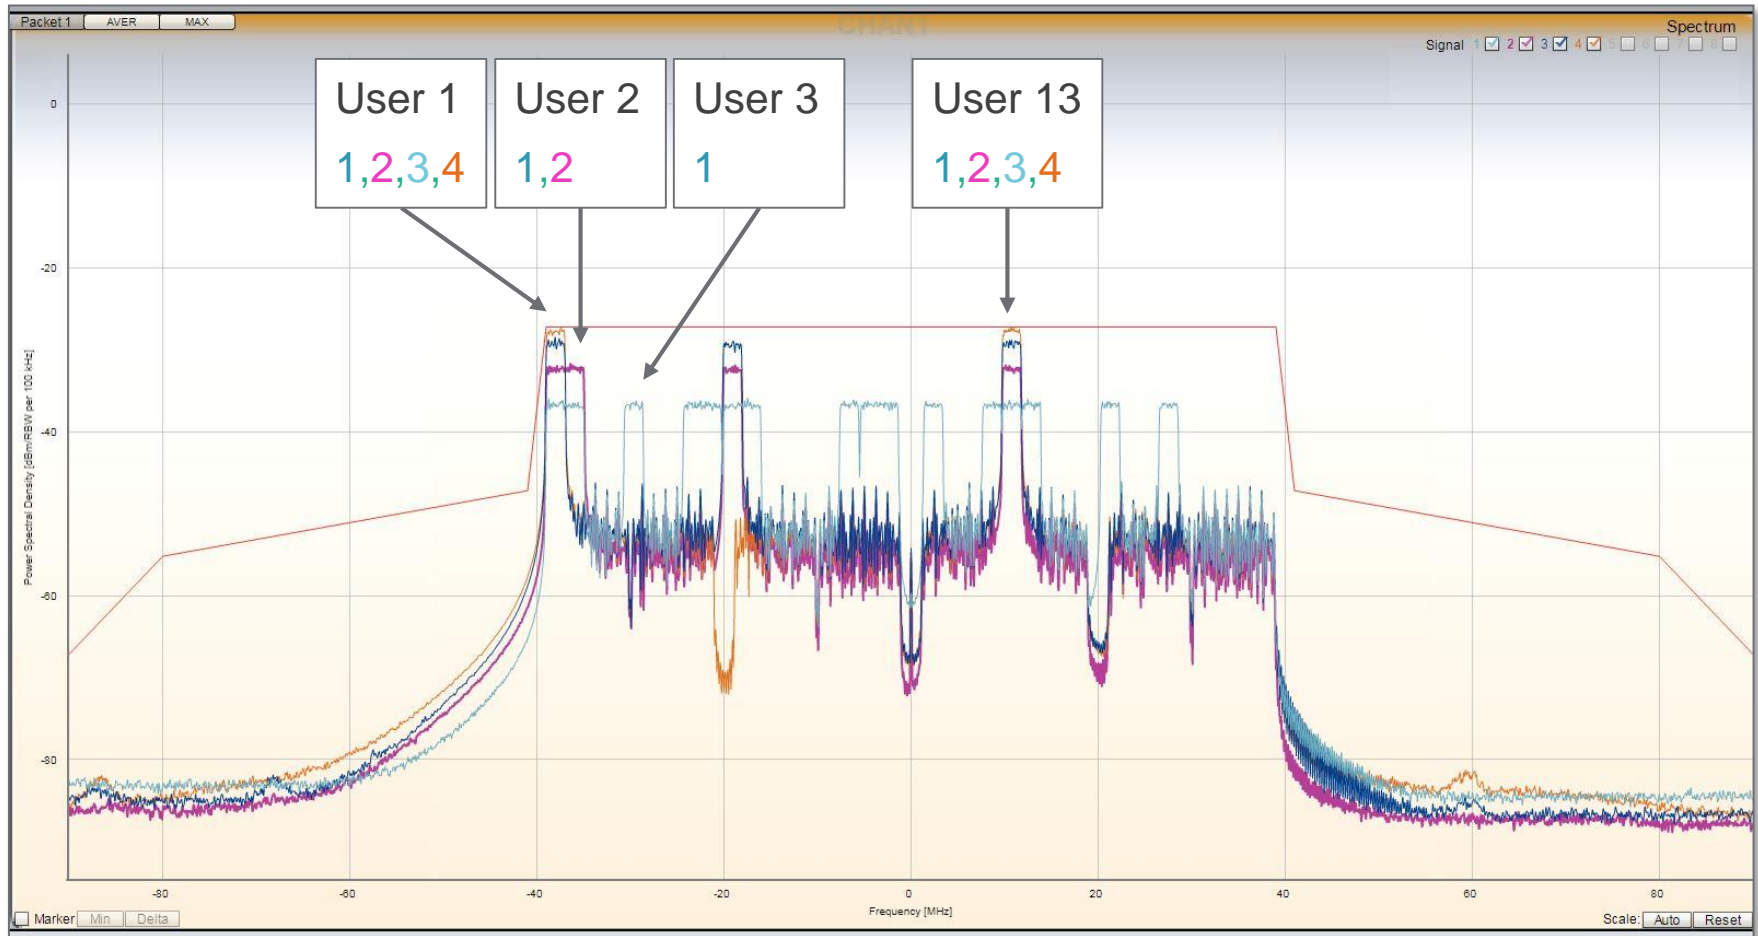 Packet 1 AVER MAX
CHART
Spectrum
Signal 1 2 3 4 5 6 7 8
User 1
1,2,3,4
User 2
1,2
User 3
1
User 13
1,2,3,4
0
-20
-40
-60
-80
Power Spectral Density [dBm/RBW per 100 kHz]
-80 -60 -40 -20 0 20 40 60 80
Frequency [MHz]
Marker Min Delta
Scale: Auto Reset